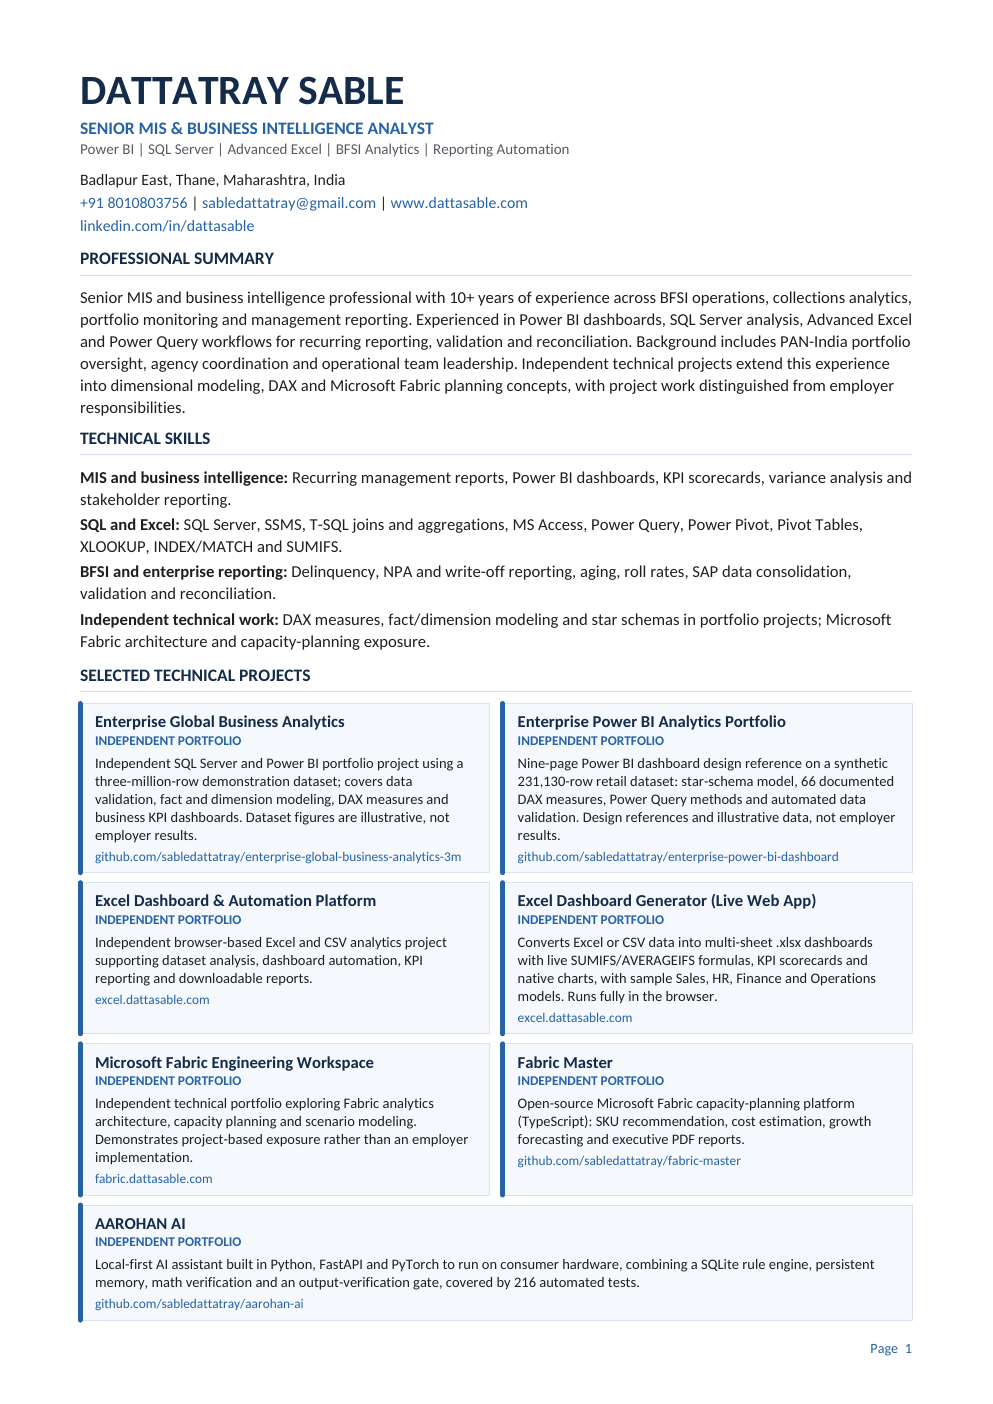 DATTATRAY SABLE
SENIOR MIS & BUSINESS INTELLIGENCE ANALYST
Power BI | SQL Server | Advanced Excel | BFSI Analytics | Reporting Automation
Badlapur East, Thane, Maharashtra, India
+91 8010803756 | sabledattatray@gmail.com | www.dattasable.com
linkedin.com/in/dattasable
PROFESSIONAL SUMMARY
Senior MIS and business intelligence professional with 10+ years of experience across BFSI operations, collections analytics,
portfolio monitoring and management reporting. Experienced in Power BI dashboards, SQL Server analysis, Advanced Excel
and Power Query workflows for recurring reporting, validation and reconciliation. Background includes PAN-India portfolio
oversight, agency coordination and operational team leadership. Independent technical projects extend this experience
into dimensional modeling, DAX and Microsoft Fabric planning concepts, with project work distinguished from employer
responsibilities.
TECHNICAL SKILLS
MIS and business intelligence: Recurring management reports, Power BI dashboards, KPI scorecards, variance analysis and
stakeholder reporting.
SQL and Excel: SQL Server, SSMS, T-SQL joins and aggregations, MS Access, Power Query, Power Pivot, Pivot Tables,
XLOOKUP, INDEX/MATCH and SUMIFS.
BFSI and enterprise reporting: Delinquency, NPA and write-off reporting, aging, roll rates, SAP data consolidation,
validation and reconciliation.
Independent technical work: DAX measures, fact/dimension modeling and star schemas in portfolio projects; Microsoft
Fabric architecture and capacity-planning exposure.
SELECTED TECHNICAL PROJECTS
Enterprise Global Business Analytics
INDEPENDENT PORTFOLIO
Independent SQL Server and Power BI portfolio project using a
three-million-row demonstration dataset; covers data
validation, fact and dimension modeling, DAX measures and
business KPI dashboards. Dataset figures are illustrative, not
employer results.
github.com/sabledattatray/enterprise-global-business-analytics-3m
Enterprise Power BI Analytics Portfolio
INDEPENDENT PORTFOLIO
Nine-page Power BI dashboard design reference on a synthetic
231,130-row retail dataset: star-schema model, 66 documented
DAX measures, Power Query methods and automated data
validation. Design references and illustrative data, not employer
results.
github.com/sabledattatray/enterprise-power-bi-dashboard
Excel Dashboard & Automation Platform
INDEPENDENT PORTFOLIO
Independent browser-based Excel and CSV analytics project
supporting dataset analysis, dashboard automation, KPI
reporting and downloadable reports.
excel.dattasable.com
Excel Dashboard Generator (Live Web App)
INDEPENDENT PORTFOLIO
Converts Excel or CSV data into multi-sheet .xlsx dashboards
with live SUMIFS/AVERAGEIFS formulas, KPI scorecards and
native charts, with sample Sales, HR, Finance and Operations
models. Runs fully in the browser.
excel.dattasable.com
Microsoft Fabric Engineering Workspace
INDEPENDENT PORTFOLIO
Independent technical portfolio exploring Fabric analytics
architecture, capacity planning and scenario modeling.
Demonstrates project-based exposure rather than an employer
implementation.
fabric.dattasable.com
Fabric Master
INDEPENDENT PORTFOLIO
Open-source Microsoft Fabric capacity-planning platform
(TypeScript): SKU recommendation, cost estimation, growth
forecasting and executive PDF reports.
github.com/sabledattatray/fabric-master
AAROHAN AI
INDEPENDENT PORTFOLIO
Local-first AI assistant built in Python, FastAPI and PyTorch to run on consumer hardware, combining a SQLite rule engine, persistent
memory, math verification and an output-verification gate, covered by 216 automated tests.
github.com/sabledattatray/aarohan-ai
Page 1